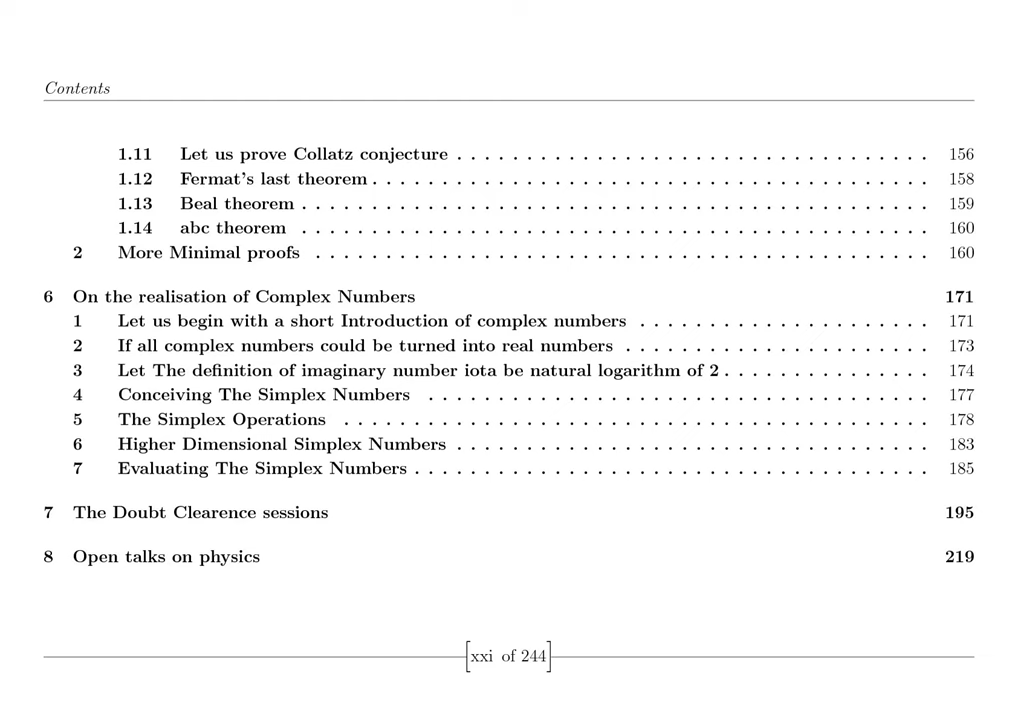 Contents
1.11 Let us prove Collatz conjecture . . . . . . . . . . . . . . . . . . . . . . . . . . . . . . . . . . 156
1.12 Fermat's last theorem . . . . . . . . . . . . . . . . . . . . . . . . . . . . . . . . . . . . . . . . 158
1.13 Beal theorem . . . . . . . . . . . . . . . . . . . . . . . . . . . . . . . . . . . . . . . . . . . . . 159
1.14 abc theorem . . . . . . . . . . . . . . . . . . . . . . . . . . . . . . . . . . . . . . . . . . . . . 160
2 More Minimal proofs . . . . . . . . . . . . . . . . . . . . . . . . . . . . . . . . . . . . . . . . . . . . 160
6 On the realisation of Complex Numbers 171
1 Let us begin with a short Introduction of complex numbers . . . . . . . . . . . . . . . . . . . . . 171
2 If all complex numbers could be turned into real numbers . . . . . . . . . . . . . . . . . . . . . . 173
3 Let The definition of imaginary number iota be natural logarithm of 2 . . . . . . . . . . . . . . . 174
4 Conceiving The Simplex Numbers . . . . . . . . . . . . . . . . . . . . . . . . . . . . . . . . . . . . 177
5 The Simplex Operations . . . . . . . . . . . . . . . . . . . . . . . . . . . . . . . . . . . . . . . . . . 178
6 Higher Dimensional Simplex Numbers . . . . . . . . . . . . . . . . . . . . . . . . . . . . . . . . . . 183
7 Evaluating The Simplex Numbers . . . . . . . . . . . . . . . . . . . . . . . . . . . . . . . . . . . . . 185
7 The Doubt Clearence sessions 195
8 Open talks on physics 219
[xxi of 244]